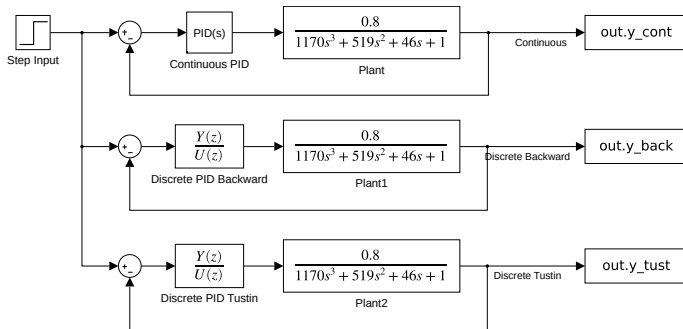 Step Input
+
−
PID(s)
Continuous PID
0.8
1170s³ + 519s² + 46s + 1
Plant
Continuous
out.y_cont
+
−
Y(z)
U(z)
Discrete PID Backward
0.8
1170s³ + 519s² + 46s + 1
Plant1
Discrete Backward
out.y_back
+
−
Y(z)
U(z)
Discrete PID Tustin
0.8
1170s³ + 519s² + 46s + 1
Plant2
Discrete Tustin
out.y_tust